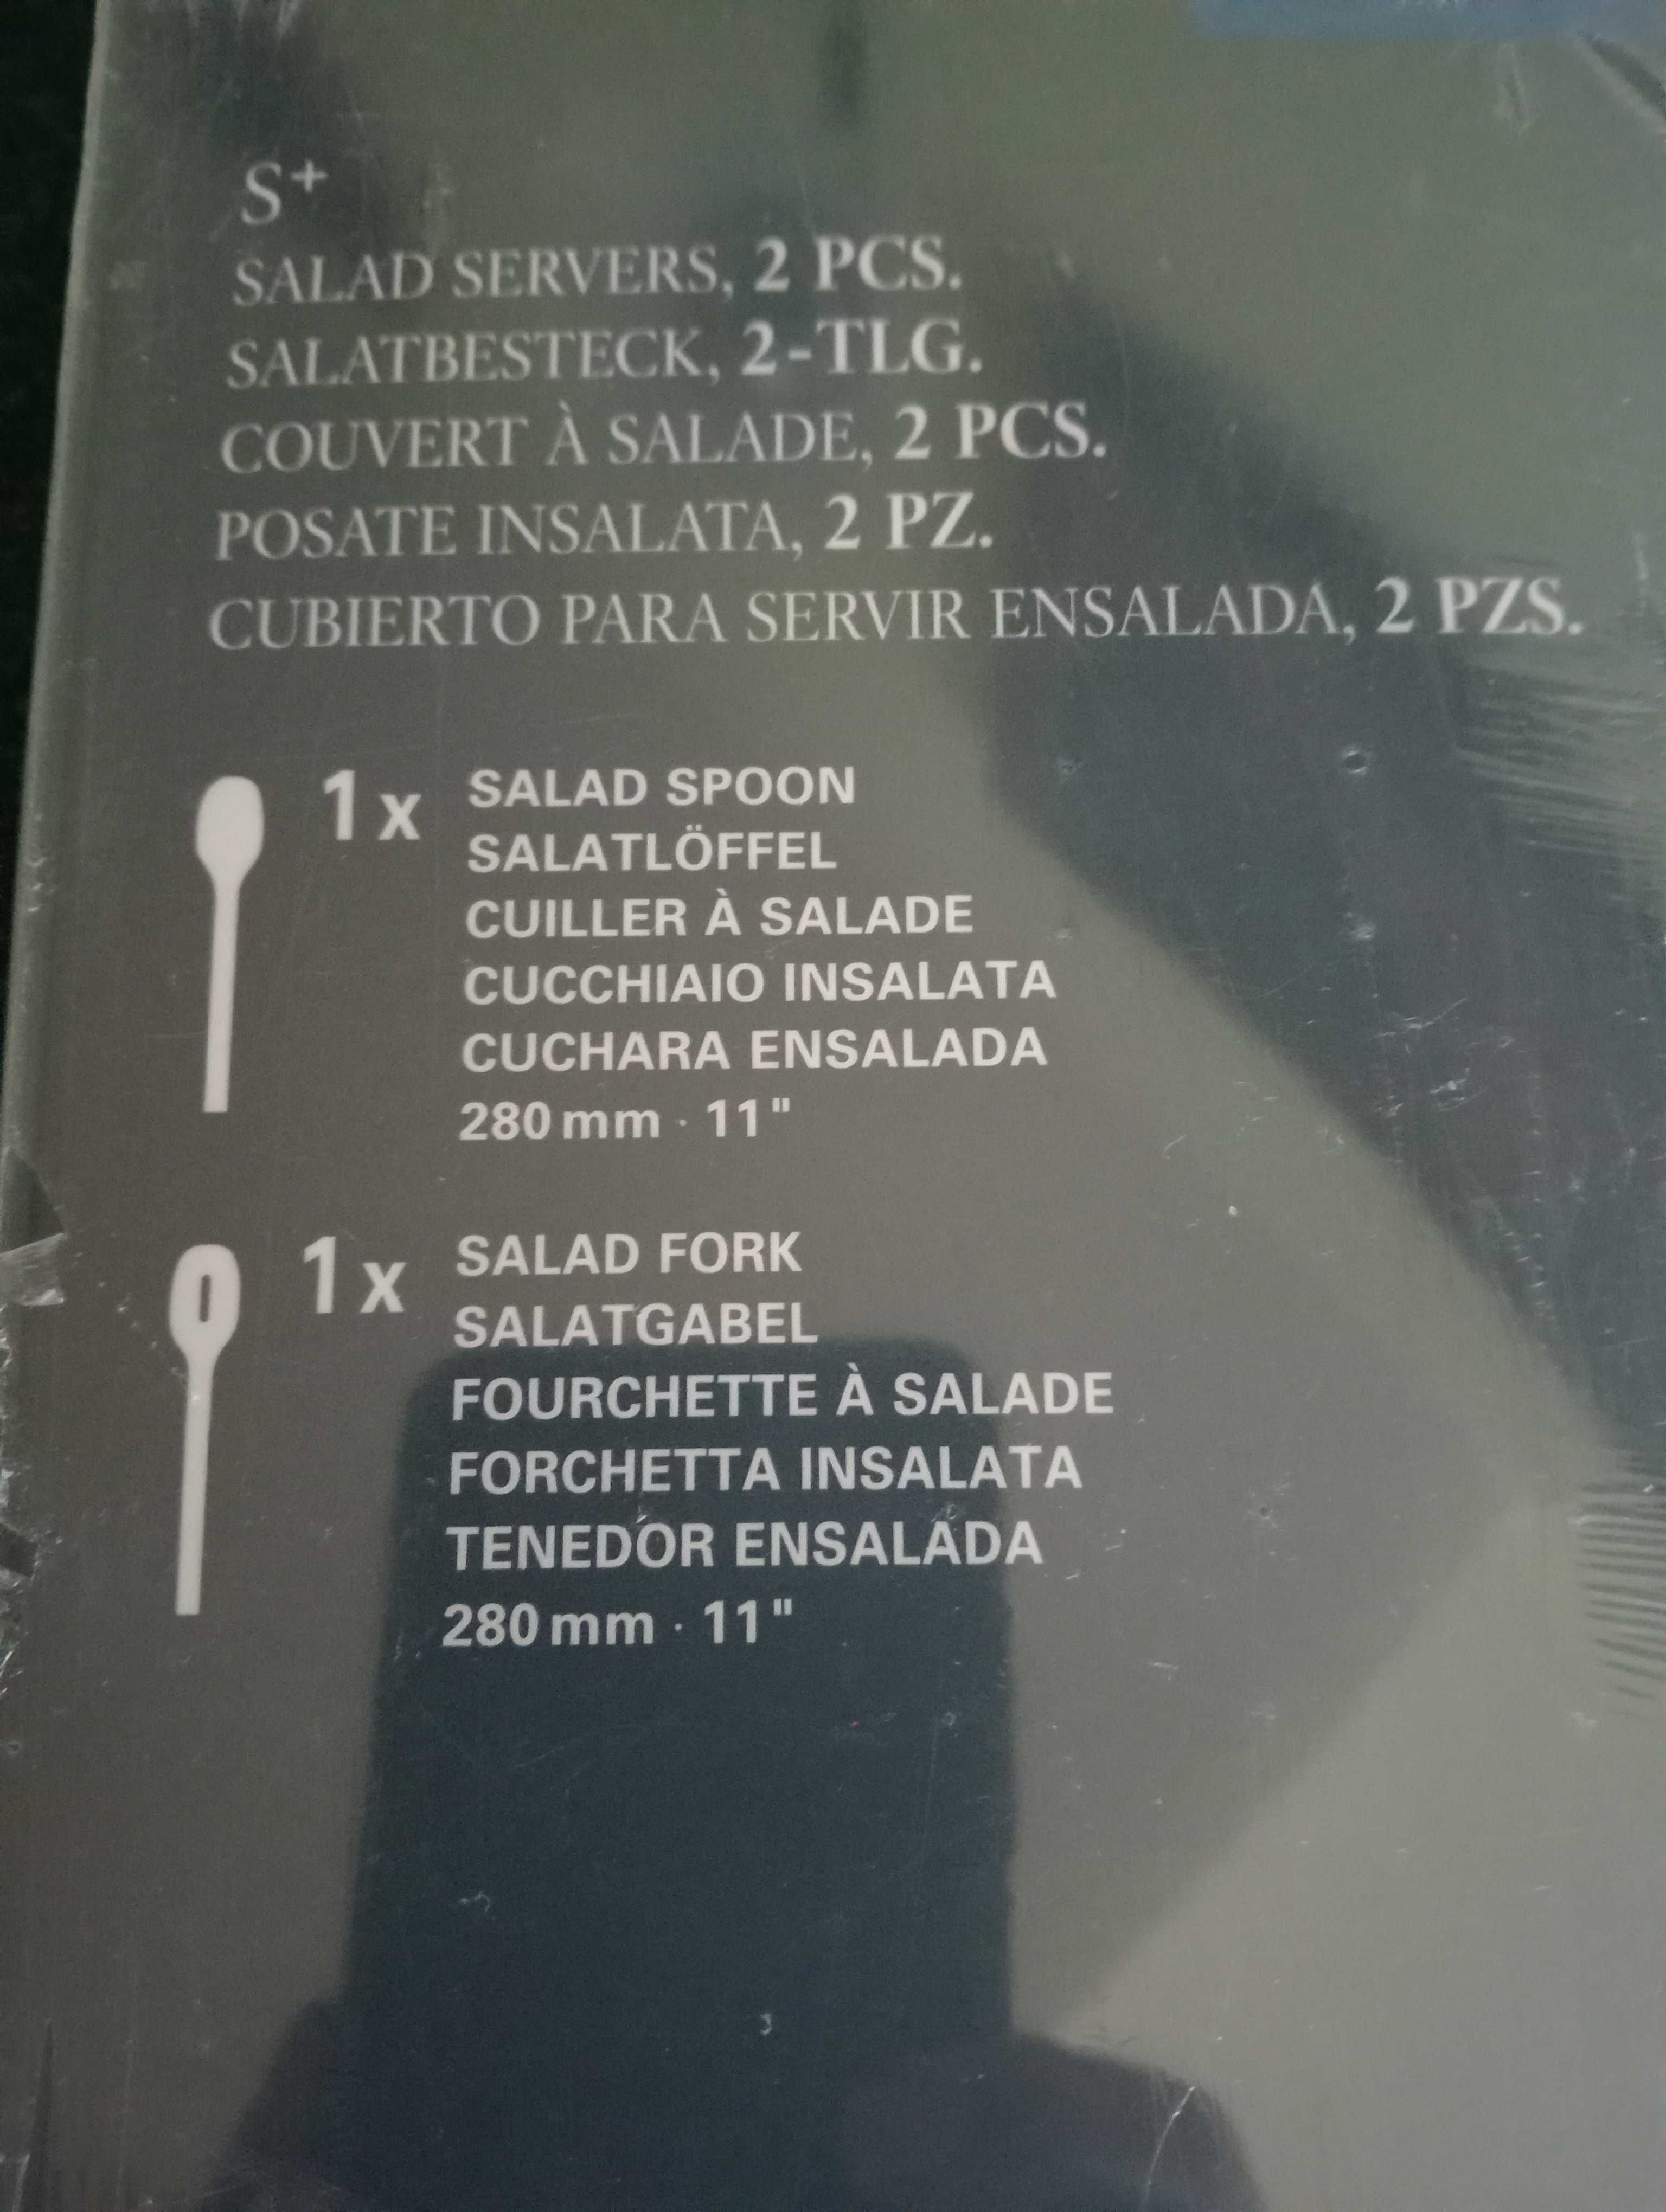 S+
SALAD SERVERS, 2 PCS.
SALATBESTECK, 2-TLG.
COUVERT À SALADE, 2 PCS.
POSATE INSALATA, 2 PZ.
CUBIERTO PARA SERVIR ENSALADA, 2 PZS.
1 x SALAD SPOON
SALATLÖFFEL
CUILLER À SALADE
CUCCHIAIO INSALATA
CUCHARA ENSALADA
280 mm · 11"
1 x SALAD FORK
SALATGABEL
FOURCHETTE À SALADE
FORCHETTA INSALATA
TENEDOR ENSALADA
280 mm · 11"